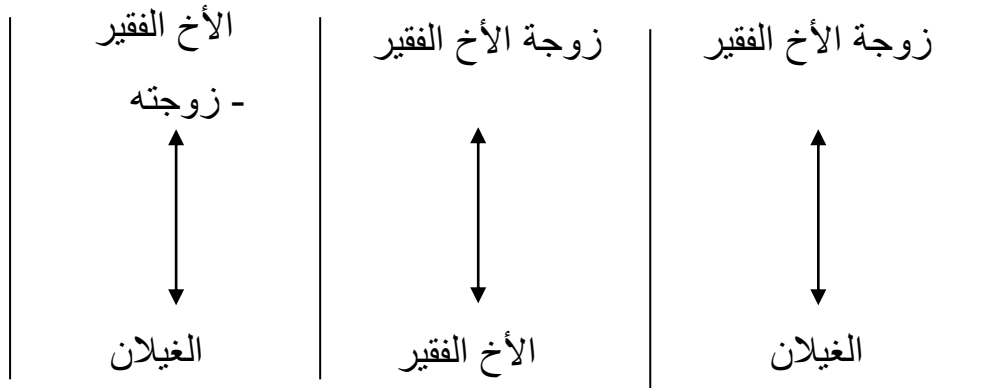 زوجة الأخ الفقير
الغيلان
زوجة الأخ الفقير
الأخ الفقير
الأخ الفقير
- زوجته
الغيلان